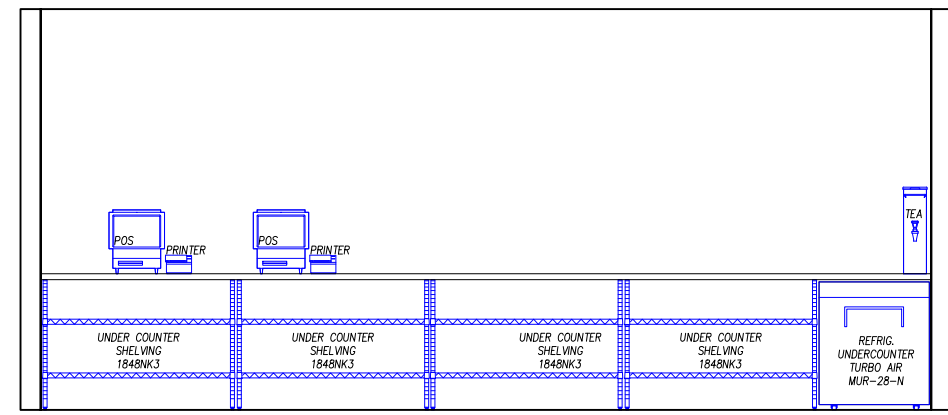 TEA
POS
PRINTER
POS
PRINTER
UNDER COUNTER
SHELVING
1848NK3
UNDER COUNTER
SHELVING
1848NK3
UNDER COUNTER
SHELVING
1848NK3
UNDER COUNTER
SHELVING
1848NK3
REFRIG.
UNDERCOUNTER
TURBO AIR
MUR-28-N